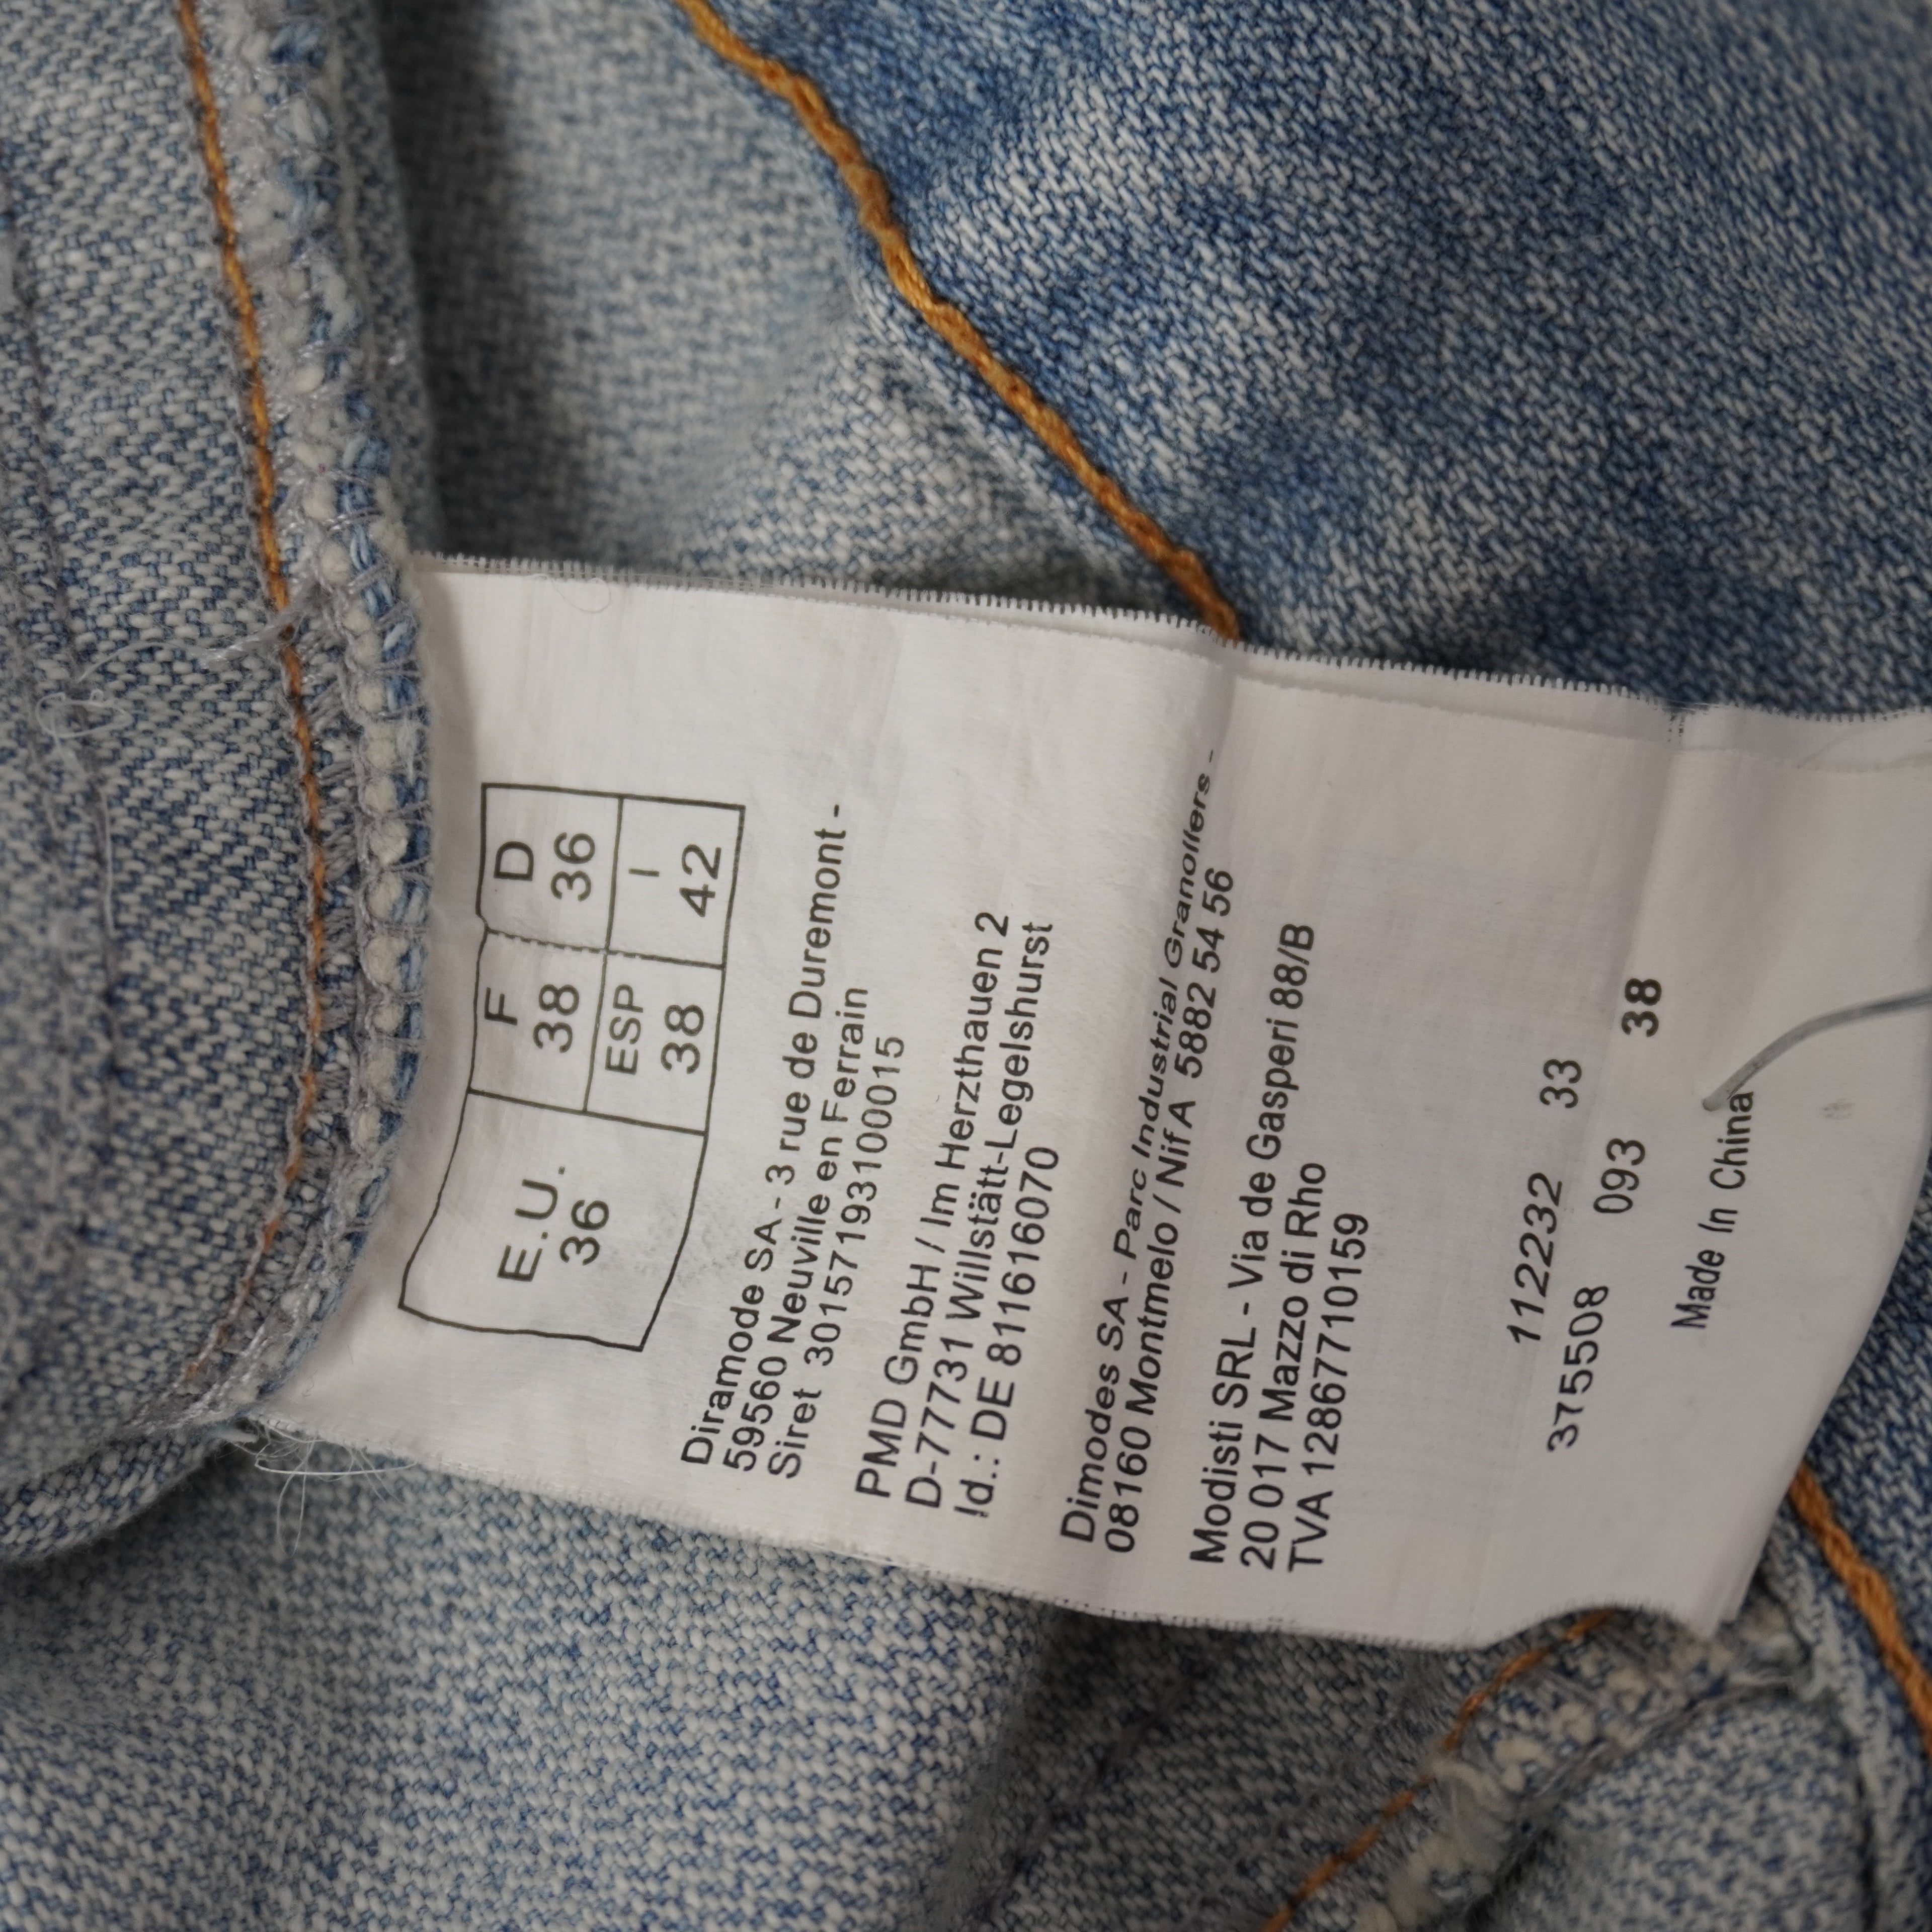 E.U.
36
F
38
D
36
ESP
38
I
42
Diramode SA - 3 rue de Duremont -
59560 Neuville en Ferrain
Siret 30157193100015
PMD GmbH / Im Herzthauen 2
D-77731 Willstätt-Legelshurst
Id.: DE 811616070
Dimodes SA - Parc Industrial Granollers -
08160 Montmelo / Nif A 5882 54 56
Modisti SRL - Via de Gasperi 88/B
20 017 Mazzo di Rho
TVA 12867710159
112232 33
375508 093 38
Made In China